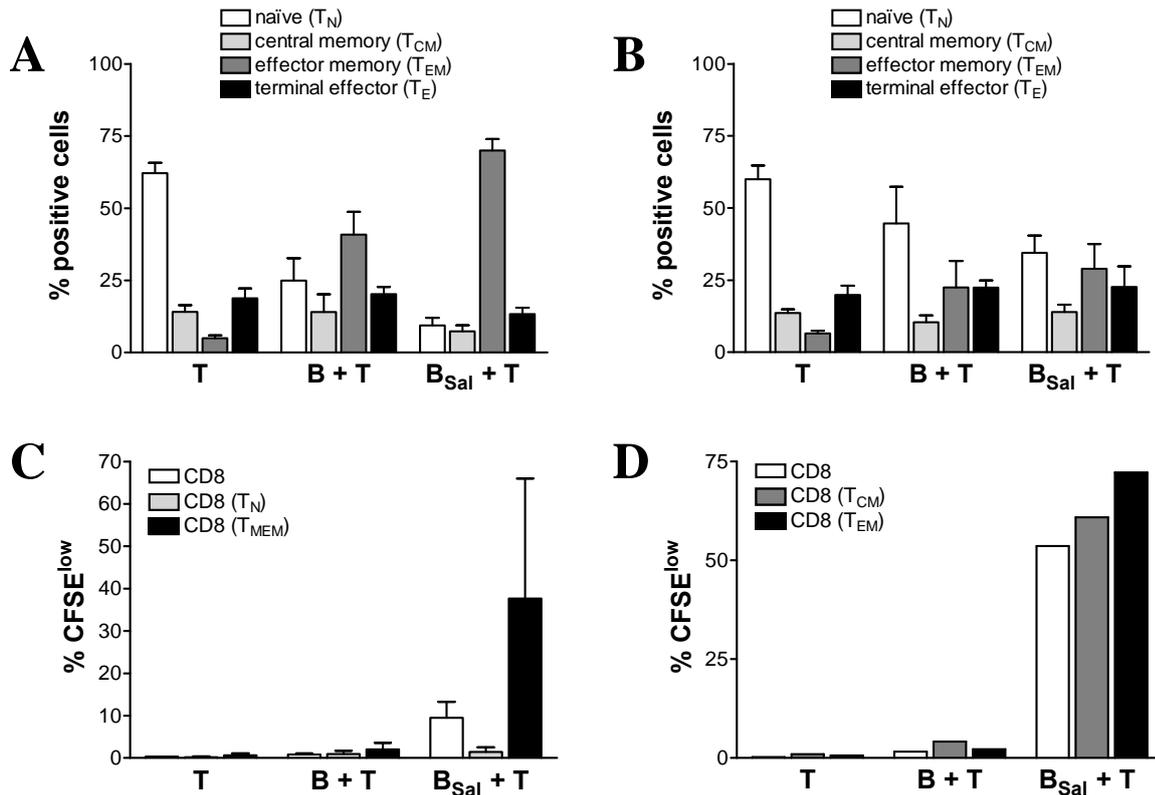 A
naïve (TN)
central memory (TCM)
effector memory (TEM)
terminal effector (TE)
% positive cells
100
75
50
25
0
T
B + T
BSal + T
B
naïve (TN)
central memory (TCM)
effector memory (TEM)
terminal effector (TE)
% positive cells
100
75
50
25
0
T
B + T
BSal + T
C
CD8
CD8 (TN)
CD8 (TMEM)
% CFSElow
70
60
50
40
30
20
10
0
T
B + T
BSal + T
D
CD8
CD8 (TCM)
CD8 (TEM)
% CFSElow
75
50
25
0
T
B + T
BSal + T